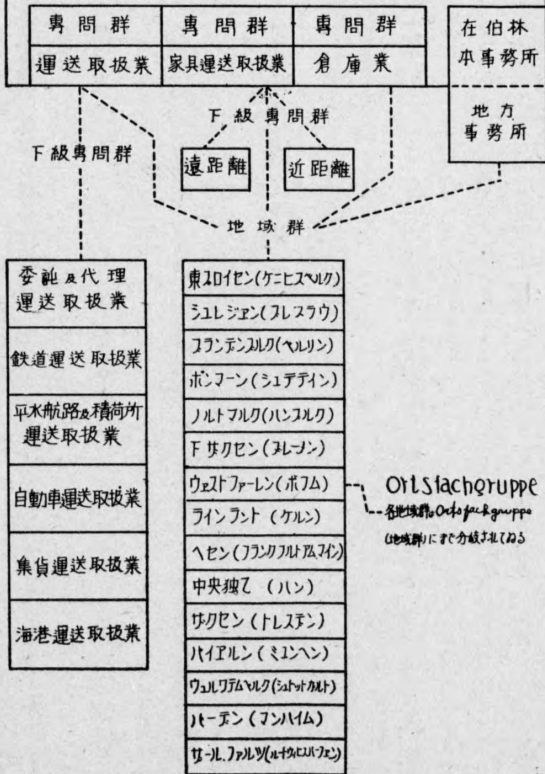 専問群
専問群
専問群
運送取扱業
家具運送取扱業
倉庫業
在伯林
本事務所
地方
事務所
下級専問群
下級専問群
遠距離
近距離
地域群
委託及代理
運送取扱業
鉄道運送取扱業
平水航路及積荷所
運送取扱業
自動車運送取扱業
集貨運送取扱業
海港運送取扱業
東プロイセン(ケニヒスベルグ)
シュレジェン(ブレスラウ)
ブランデンブルク(ベルリン)
ポンマーン(シュテティン)
ノルトマルク(ハンブルク)
下ザクセン(ブレーメン)
ウェストファーレン(ボフム)
ラインラント(ケルン)
ヘセン(フランクフルトアムマイン)
中央独乙(ハン)
ザクセン(ドレステン)
バイアルン(ミュンヘン)
ウュルツテムベルク(シュトットガルト)
バーデン(マンハイム)
ザール.ファルツ(ルードウィヒスハーフェン)
Ortsfachgruppe
各地域群はOrtsfachgruppe
(地域群)にまで分岐されてゐる